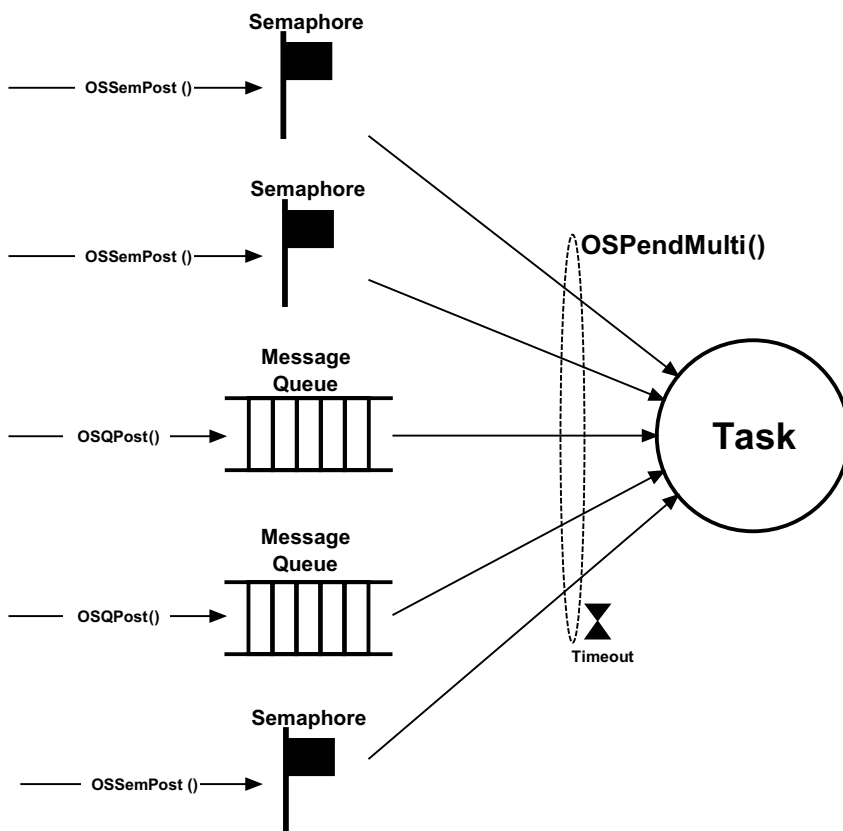 Semaphore
OSSemPost ()
Semaphore
OSSemPost ()
OSPendMulti()
Message
Queue
OSQPost()
Task
Message
Queue
OSQPost()
Timeout
Semaphore
OSSemPost ()